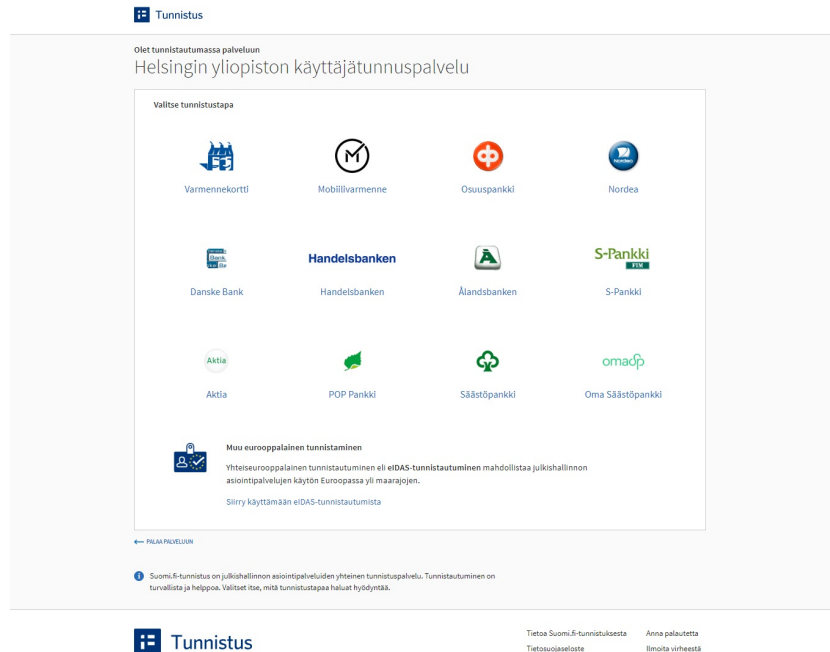 Tunnistus
Olet tunnistautumassa palveluun
Helsingin yliopiston käyttäjätunnuspalvelu
Valitse tunnistustapa
Varmennekortti
Mobiilivarmenne
Osuuspankki
Nordea
Nordea
Bank
Handelsbanken
S-Pankki
FIM
Danske Bank
Handelsbanken
Ålandsbanken
S-Pankki
Aktia
omasp
Aktia
POP Pankki
Säästöpankki
Oma Säästöpankki
Muu eurooppalainen tunnistaminen
Yhteiseurooppalainen tunnistautuminen eli eIDAS-tunnistautuminen mahdollistaa julkishallinnon
asiointipalvelujen käytön Euroopassa yli maarajojen.
Siirry käyttämään eIDAS-tunnistautumista
PALAA PALVELUUN
Suomi.fi-tunnistus on julkishallinnon asiointipalveluiden yhteinen tunnistuspalvelu. Tunnistautuminen on
turvallista ja helppoa. Valitset itse, mitä tunnistustapaa haluat hyödyntää.
Tunnistus
Tietoa Suomi.fi-tunnistuksesta
Anna palautetta
Tietosuojaseloste
Ilmoita virheestä